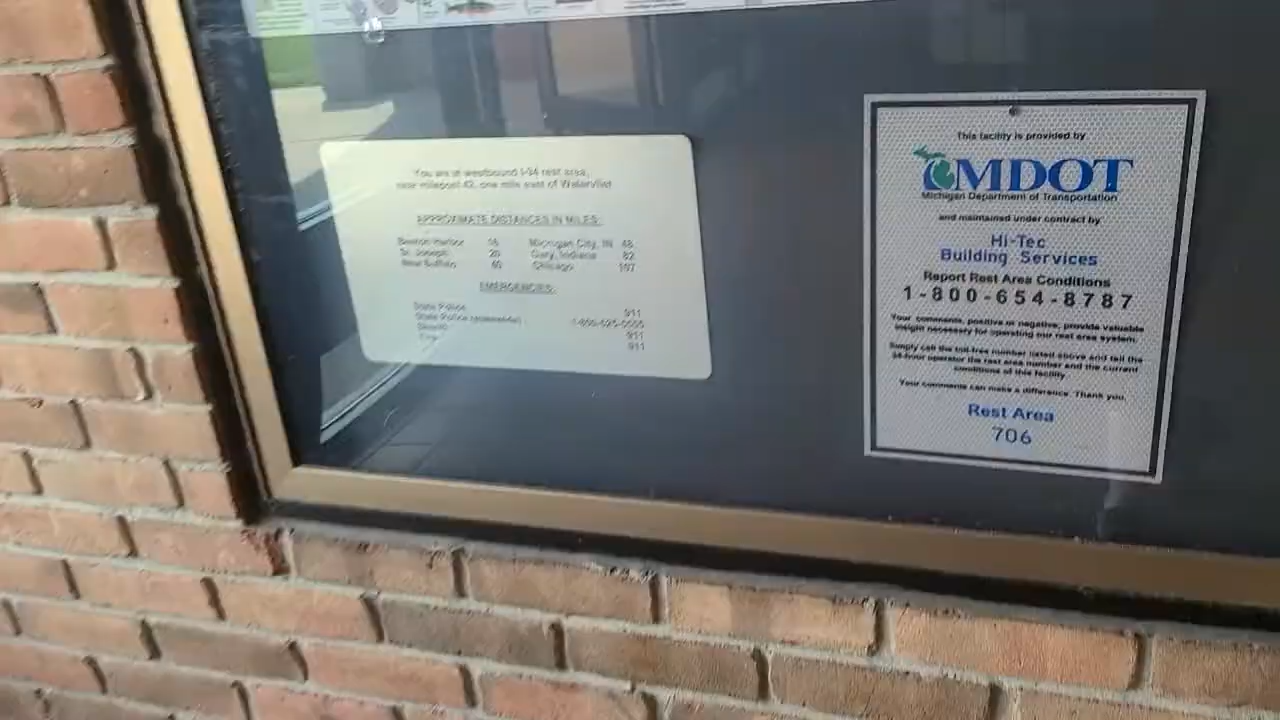 You are at westbound I-94 rest area,
near milepost 42, one mile east of Watervliet
APPROXIMATE DISTANCES IN MILES:
Benton Harbor 16 Michigan City, IN 48
St. Joseph 20 Gary, Indiana 82
New Buffalo 40 Chicago 107
EMERGENCIES:
State Police 911
State Police 1-800-525-5555
Sheriff 911
Fire 911
This facility is provided by
MDOT
Michigan Department of Transportation
and maintained under contract by
Hi-Tec
Building Services
Report Rest Area Conditions
1-800-654-8787
Your comments, positive or negative, provide valuable
insight necessary for operating our rest area system.
Simply call the toll-free number listed above and tell the
24-hour operator the rest area number and the current
conditions of this facility.
Your comments can make a difference. Thank you.
Rest Area
706